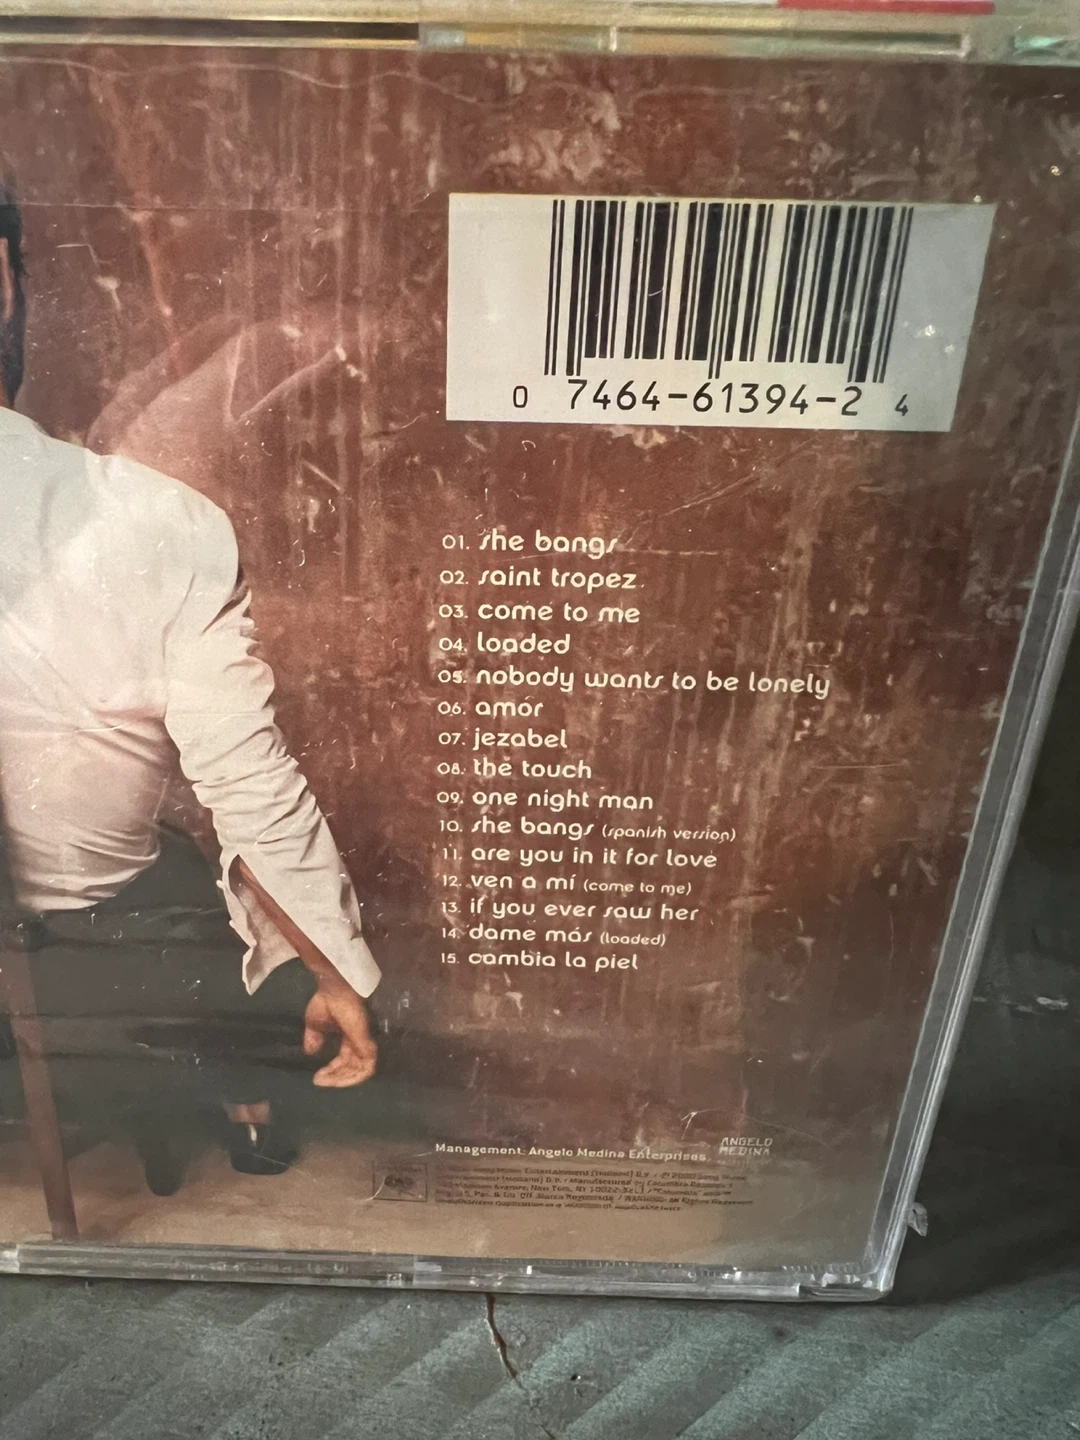 0 7464-61394-2 4
01. she bangs
02. saint tropez
03. come to me
04. loaded
05. nobody wants to be lonely
06. amor
07. jezabel
08. the touch
09. one night man
10. she bangs (spanish version)
11. are you in it for love
12. ven a mí (come to me)
13. if you ever saw her
14. dame más (loaded)
15. cambia la piel
Management: Angelo Medina Enterprises
ANGELO
MEDINA